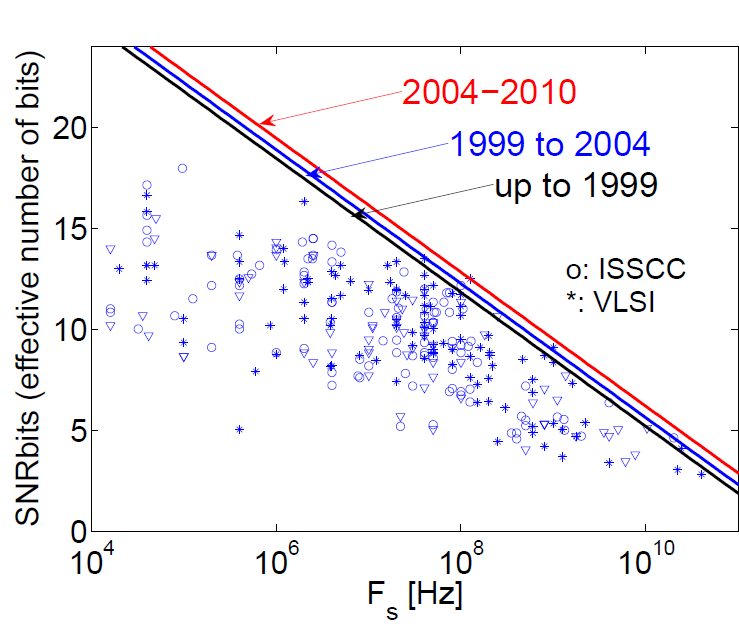 SNRbits (effective number of bits)
20
15
10
5
0
2004−2010
1999 to 2004
up to 1999
o: ISSCC
*: VLSI
10^4 10^6 10^8 10^10
F_s [Hz]